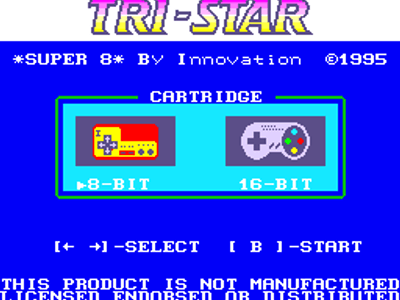 TRI-STAR
*SUPER 8* By Innovation ©1995
CARTRIDGE
▶8-BIT 16-BIT
[← →]-SELECT [ B ]-START
THIS PRODUCT IS NOT MANUFACTURED
LICENSED ENDORSED OR DISTRIBUTED